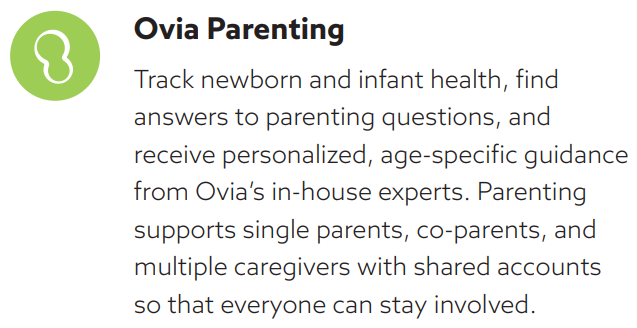 Ovia Parenting
Track newborn and infant health, find
answers to parenting questions, and
receive personalized, age-specific guidance
from Ovia’s in-house experts. Parenting
supports single parents, co-parents, and
multiple caregivers with shared accounts
so that everyone can stay involved.